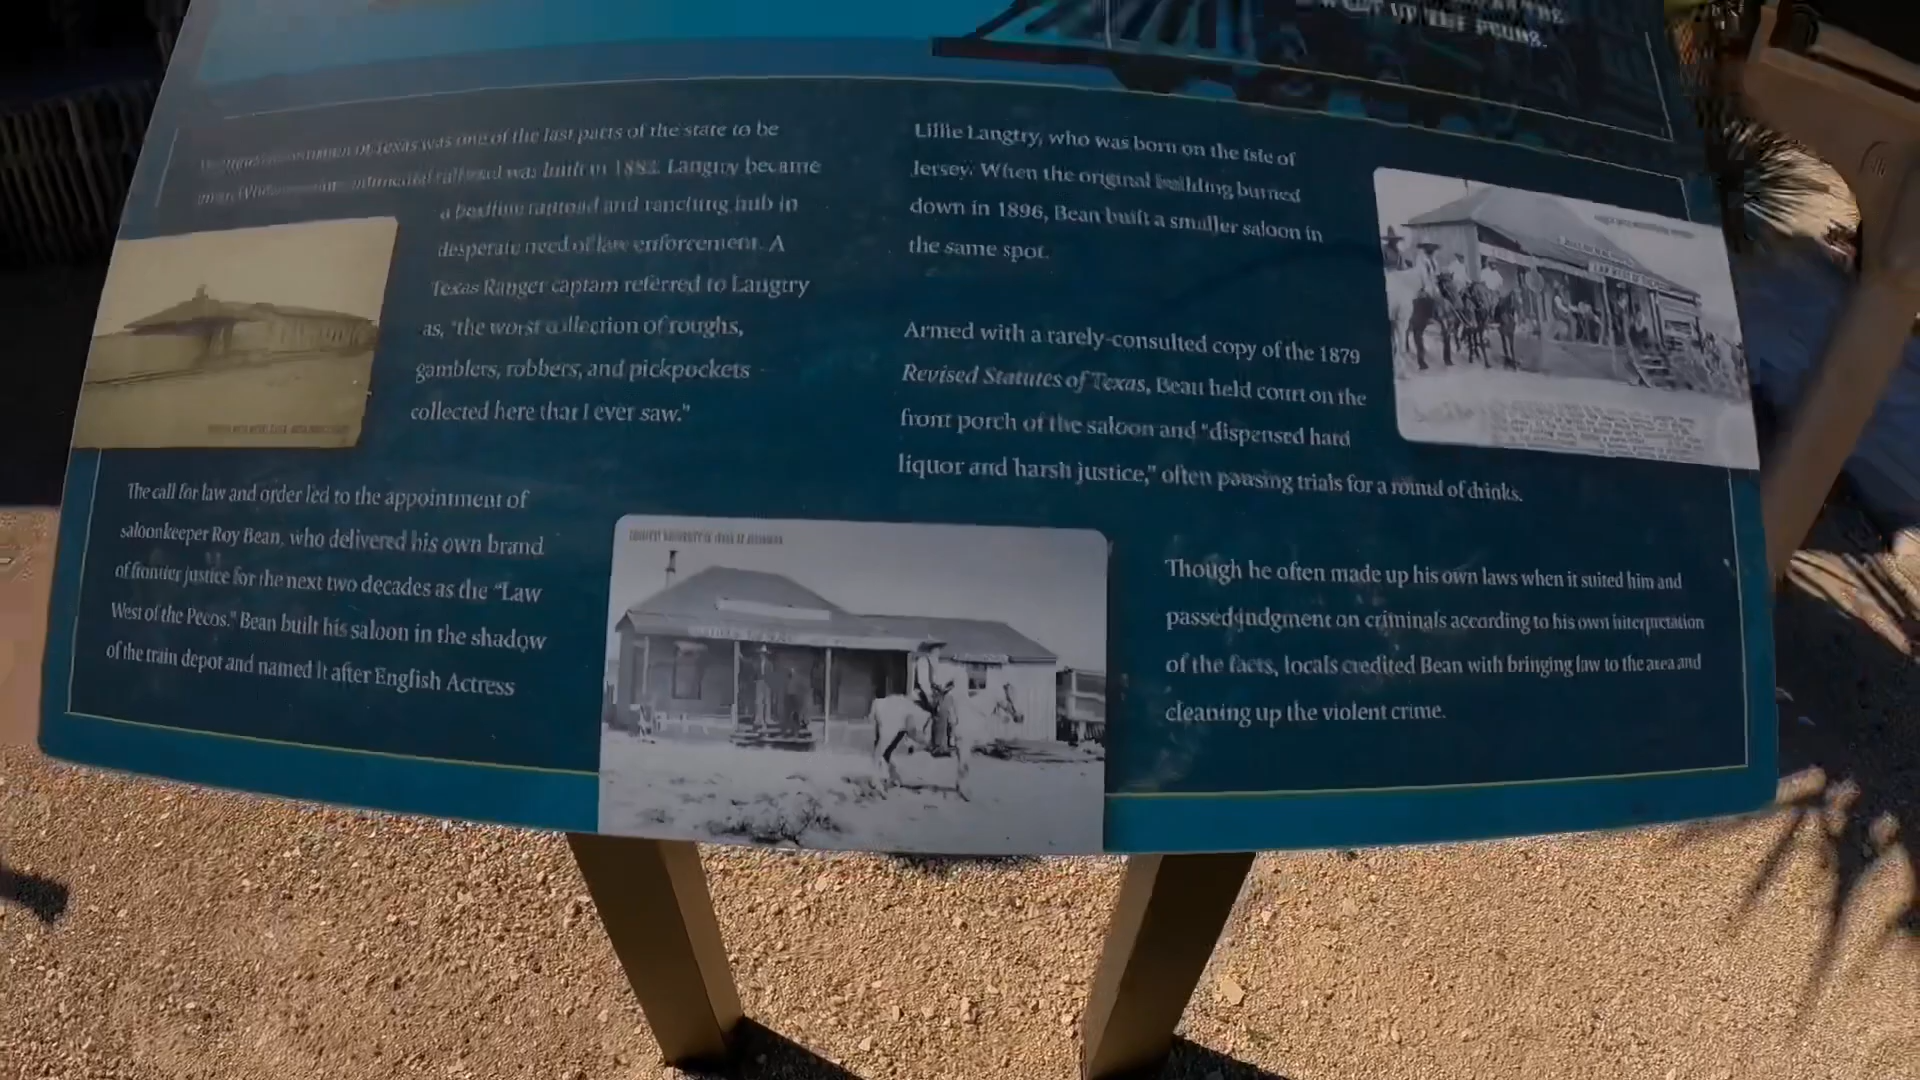 UP THE PECOS.
of Texas was one of the last parts of the state to be
railroad was built in 1883. Langtry became
a bustling railroad and ranching hub in
desperate need of law enforcement. A
Texas Ranger captain referred to Langtry
as, "the worst collection of roughs,
gamblers, robbers, and pickpockets
collected here that I ever saw."
The call for law and order led to the appointment of
saloonkeeper Roy Bean, who delivered his own brand
of frontier justice for the next two decades as the "Law
West of the Pecos." Bean built his saloon in the shadow
of the train depot and named it after English Actress
Lillie Langtry, who was born on the Isle of
Jersey. When the original building burned
down in 1896, Bean built a smaller saloon in
the same spot.
Armed with a rarely-consulted copy of the 1879
Revised Statutes of Texas, Bean held court on the
front porch of the saloon and "dispensed hard
liquor and harsh justice," often pausing trials for a round of drinks.
Though he often made up his own laws when it suited him and
passed judgment on criminals according to his own interpretation
of the facts, locals credited Bean with bringing law to the area and
cleaning up the violent crime.